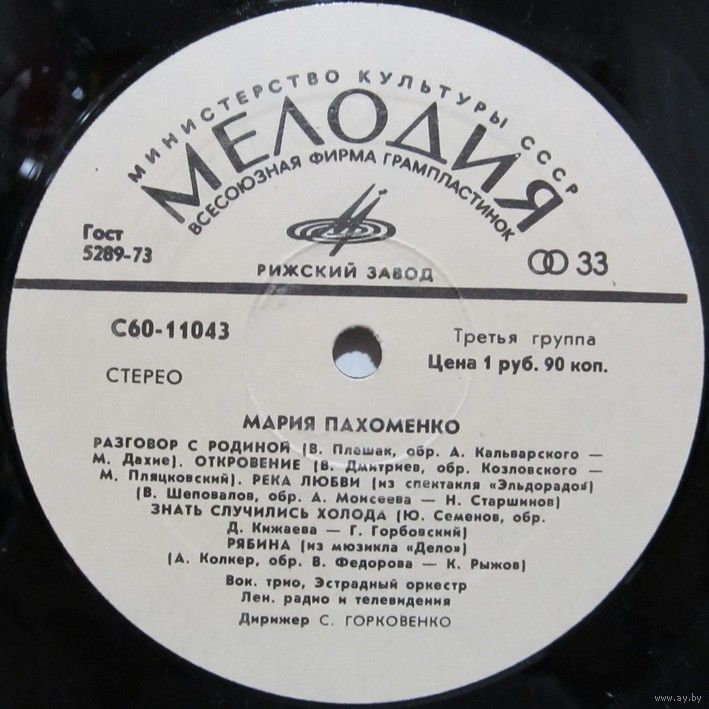 МИНИСТЕРСТВО КУЛЬТУРЫ СССР
МЕЛОДИЯ
ВСЕСОЮЗНАЯ ФИРМА ГРАМПЛАСТИНОК
Гост
5289-73
33
РИЖСКИЙ ЗАВОД
С60-11043
Третья группа
СТЕРЕО
Цена 1 руб. 90 коп.
МАРИЯ ПАХОМЕНКО
РАЗГОВОР С РОДИНОЙ (В. Плешак, обр. А. Кальварского —
М. Дахие). ОТКРОВЕНИЕ (В. Дмитриев, обр. Козловского —
М. Пляцковский). РЕКА ЛЮБВИ (из спектакля «Эльдорадо»)
(В. Шеповалов, обр. А. Моисеева — Н. Старшинов)
ЗНАТЬ СЛУЧИЛИСЬ ХОЛОДА (Ю. Семенов, обр.
Д. Кижаева — Г. Горбовский)
РЯБИНА (из мюзикла «Дело»)
(А. Колкер, обр. В. Федорова — К. Рыжов)
Вок. трио, Эстрадный оркестр
Лен. радио и телевидения
Дирижер С. ГОРКОВЕНКО
www.ay.by